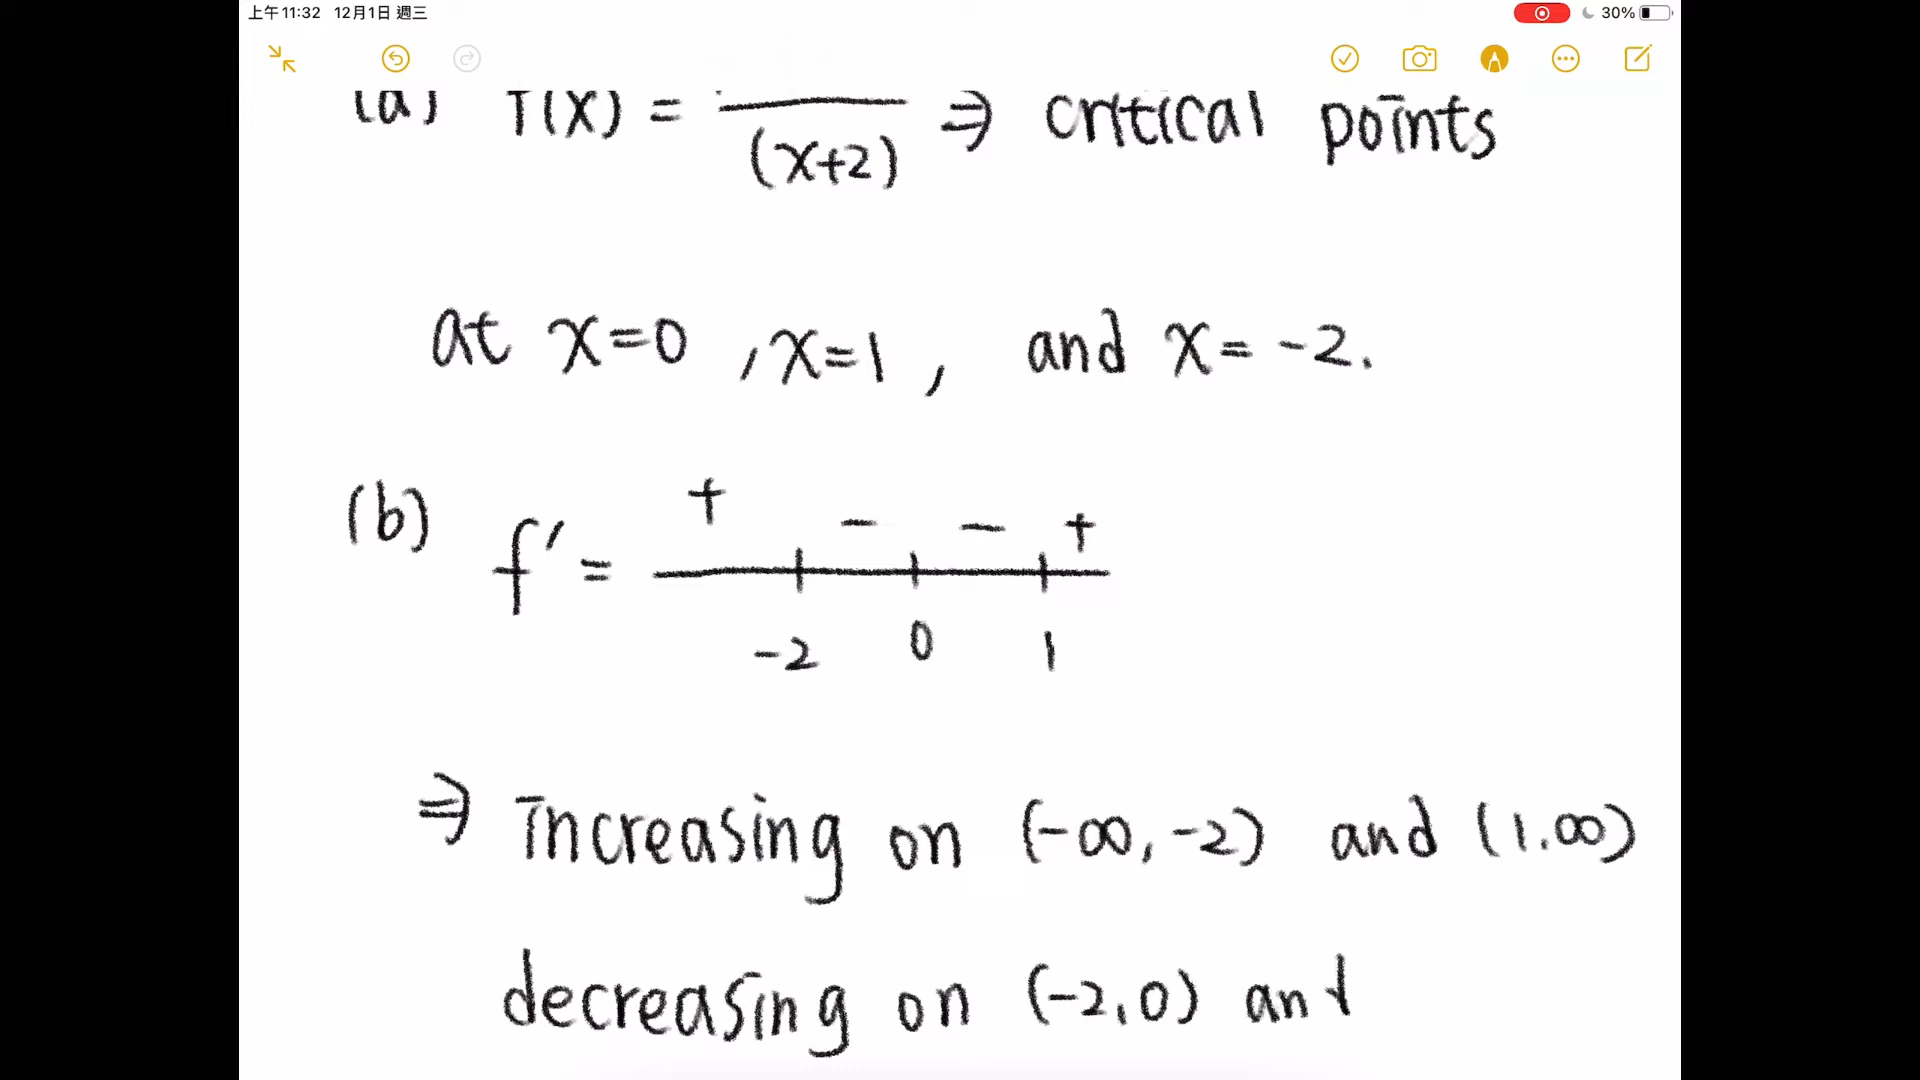 上午11:32 12月1日 週三
30%
(a) f(x) = ⇒ critical points
(x+2)
at x=0 , x=1 , and x= -2.
(b) f' = + - - +
-2 0 1
⇒ increasing on (-∞, -2) and (1.∞)
decreasing on (-2,0) and